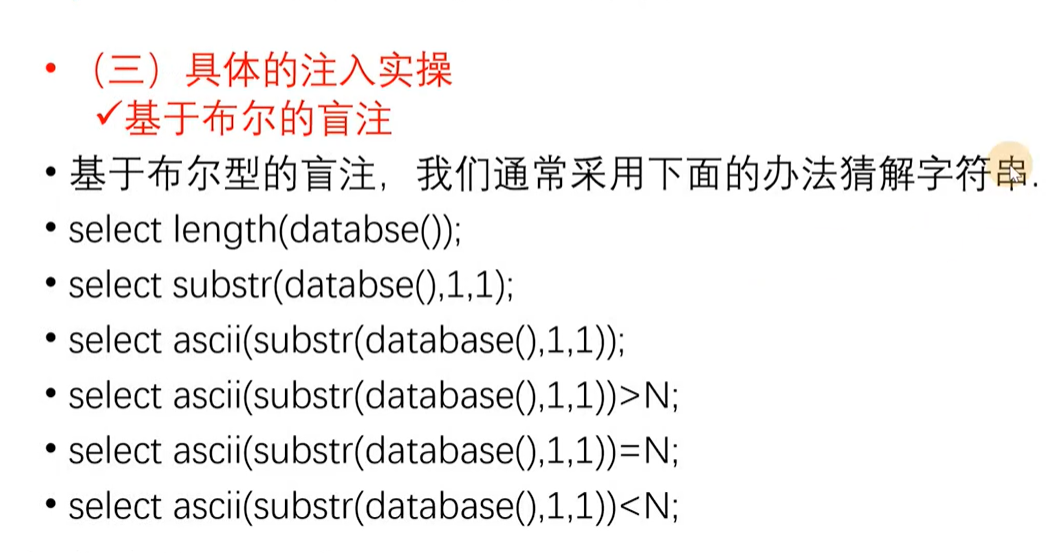 • （三）具体的注入实操
✓基于布尔的盲注
• 基于布尔型的盲注，我们通常采用下面的办法猜解字符串.
• select length(databse());
• select substr(databse(),1,1);
• select ascii(substr(database(),1,1));
• select ascii(substr(database(),1,1))>N;
• select ascii(substr(database(),1,1))=N;
• select ascii(substr(database(),1,1))<N;